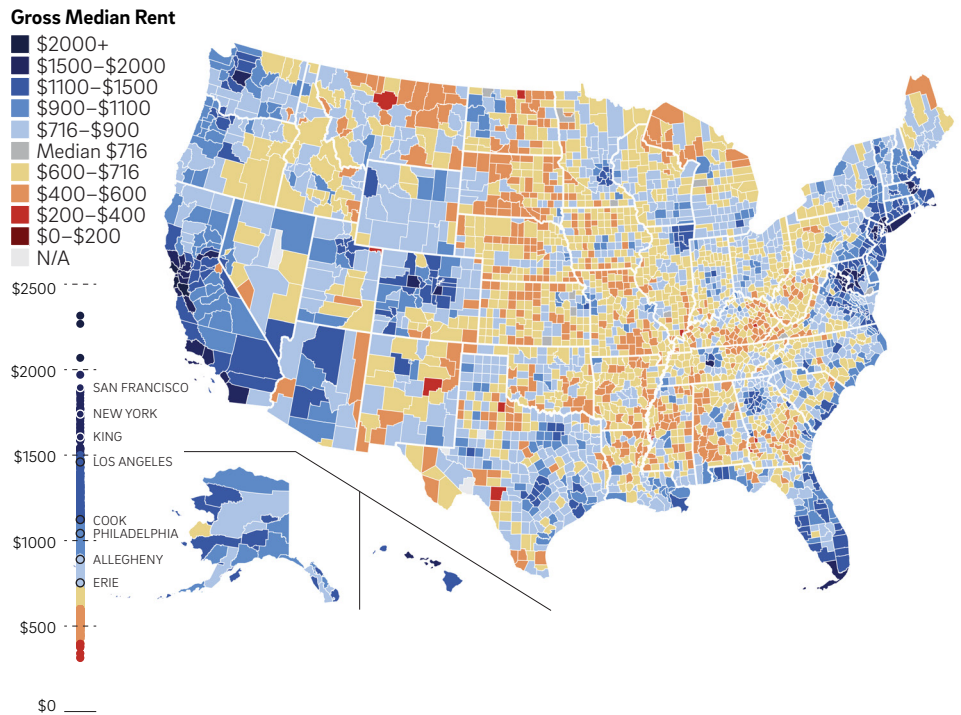 Gross Median Rent
$2000+
$1500–$2000
$1100–$1500
$900–$1100
$716–$900
Median $716
$600–$716
$400–$600
$200–$400
$0–$200
N/A
$2500
$2000
SAN FRANCISCO
NEW YORK
KING
$1500
LOS ANGELES
COOK
PHILADELPHIA
$1000
ALLEGHENY
ERIE
$500
$0